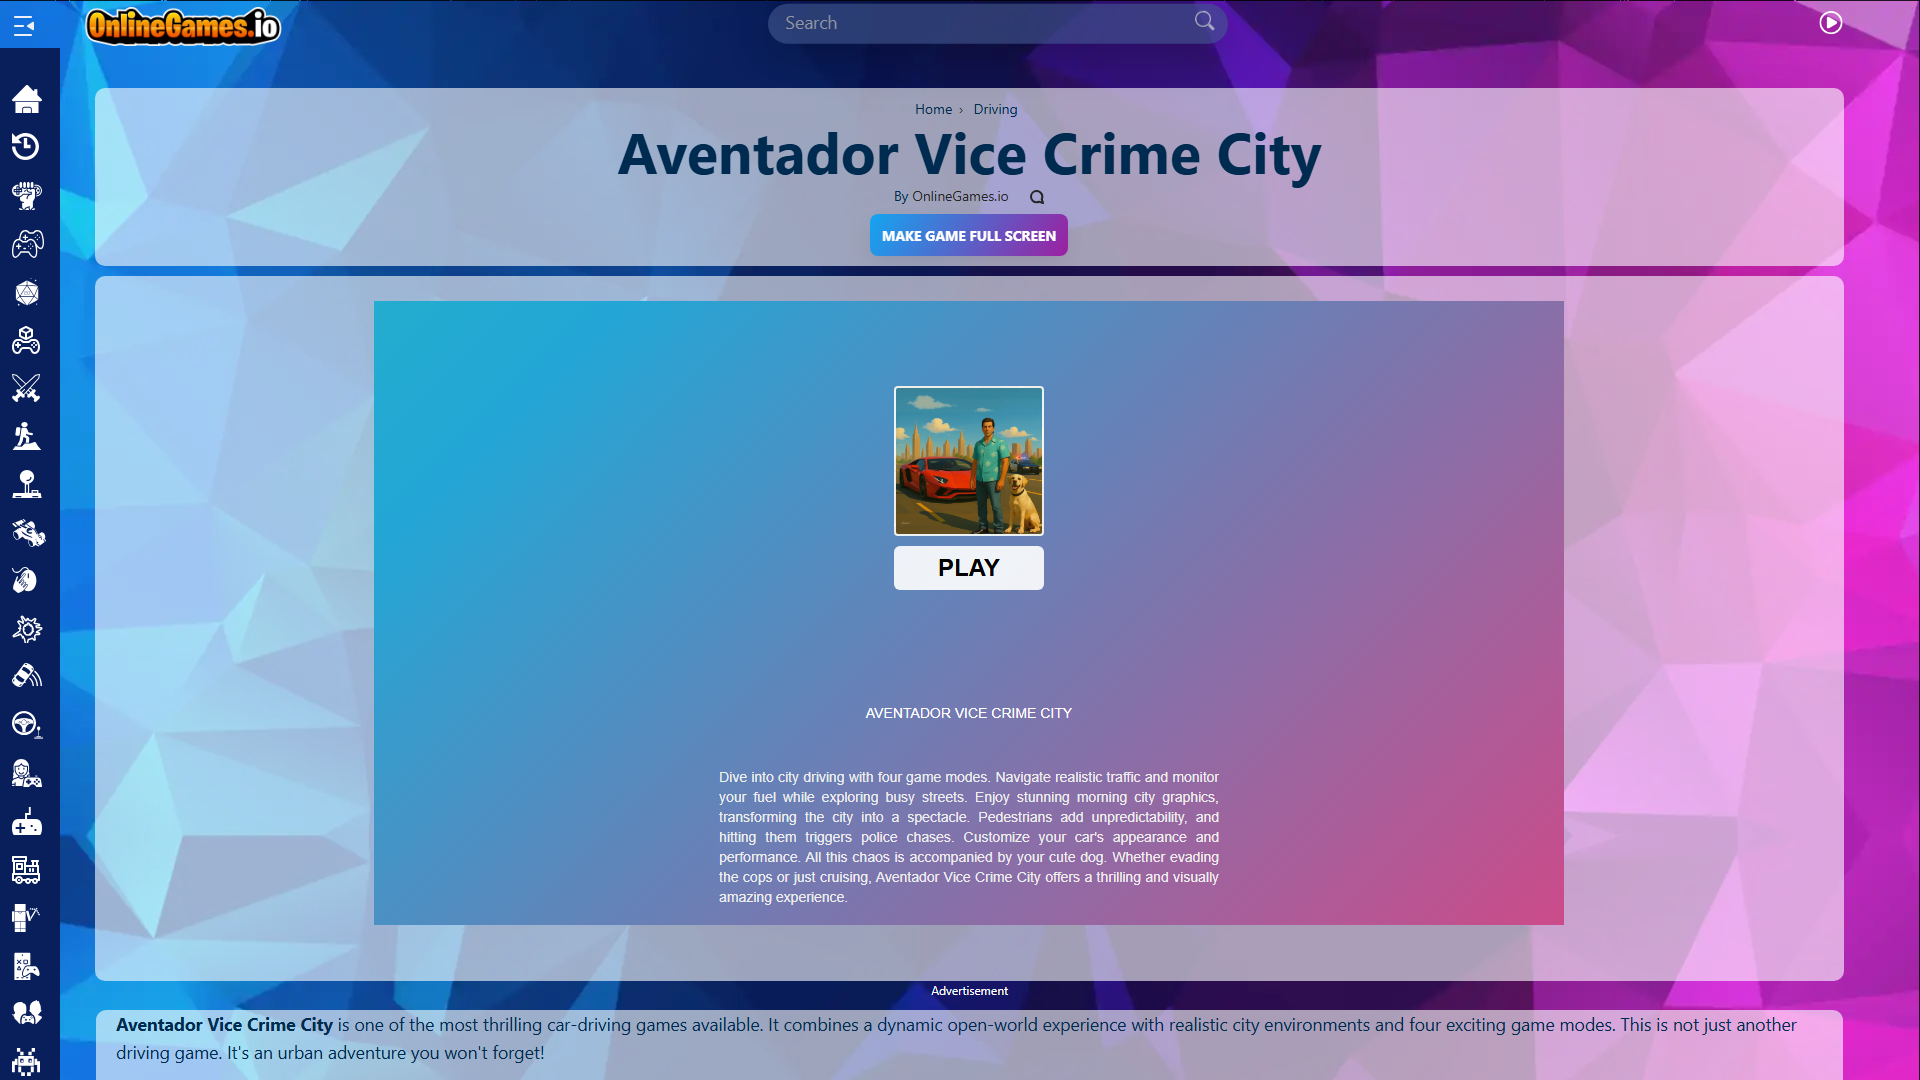 OnlineGames.io
Search
Home › Driving
Aventador Vice Crime City
By OnlineGames.io
MAKE GAME FULL SCREEN
PLAY
AVENTADOR VICE CRIME CITY
Dive into city driving with four game modes. Navigate realistic traffic and monitor
your fuel while exploring busy streets. Enjoy stunning morning city graphics,
transforming the city into a spectacle. Pedestrians add unpredictability, and
hitting them triggers police chases. Customize your car's appearance and
performance. All this chaos is accompanied by your cute dog. Whether evading
the cops or just cruising, Aventador Vice Crime City offers a thrilling and visually
amazing experience.
Advertisement
Aventador Vice Crime City is one of the most thrilling car-driving games available. It combines a dynamic open-world experience with realistic city environments and four exciting game modes. This is not just another
driving game. It's an urban adventure you won't forget!